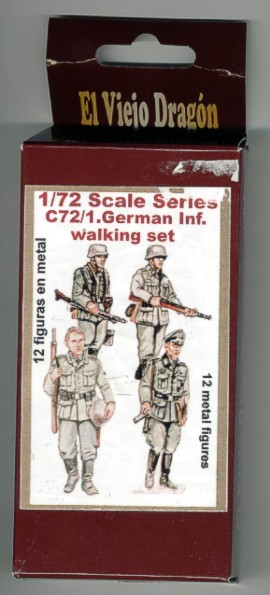 El Viejo Dragón
1/72 Scale Series
C72/1.German Inf.
walking set
12 figuras en metal
12 metal figures